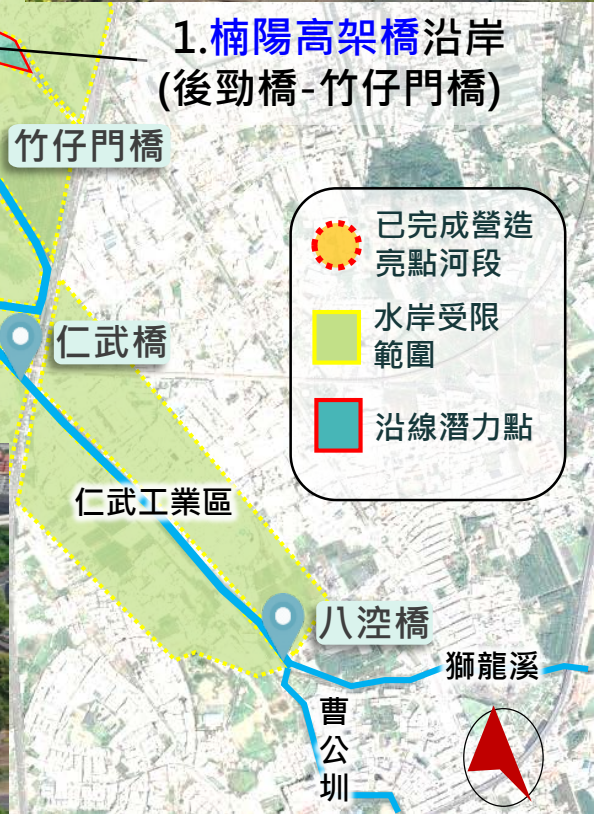 1.楠陽高架橋沿岸
(後勁橋-竹仔門橋)
竹仔門橋
已完成營造
亮點河段
水岸受限
範圍
沿線潛力點
仁武橋
仁武工業區
八涳橋
獅龍溪
曹
公
圳